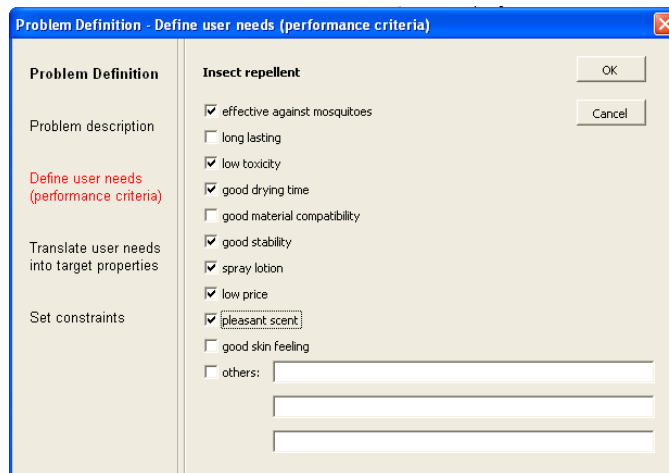 Problem Definition - Define user needs (performance criteria)
Problem Definition
Problem description
Define user needs
(performance criteria)
Translate user needs
into target properties
Set constraints
Insect repellent
effective against mosquitoes
long lasting
low toxicity
good drying time
good material compatibility
good stability
spray lotion
low price
pleasant scent
good skin feeling
others:
OK
Cancel